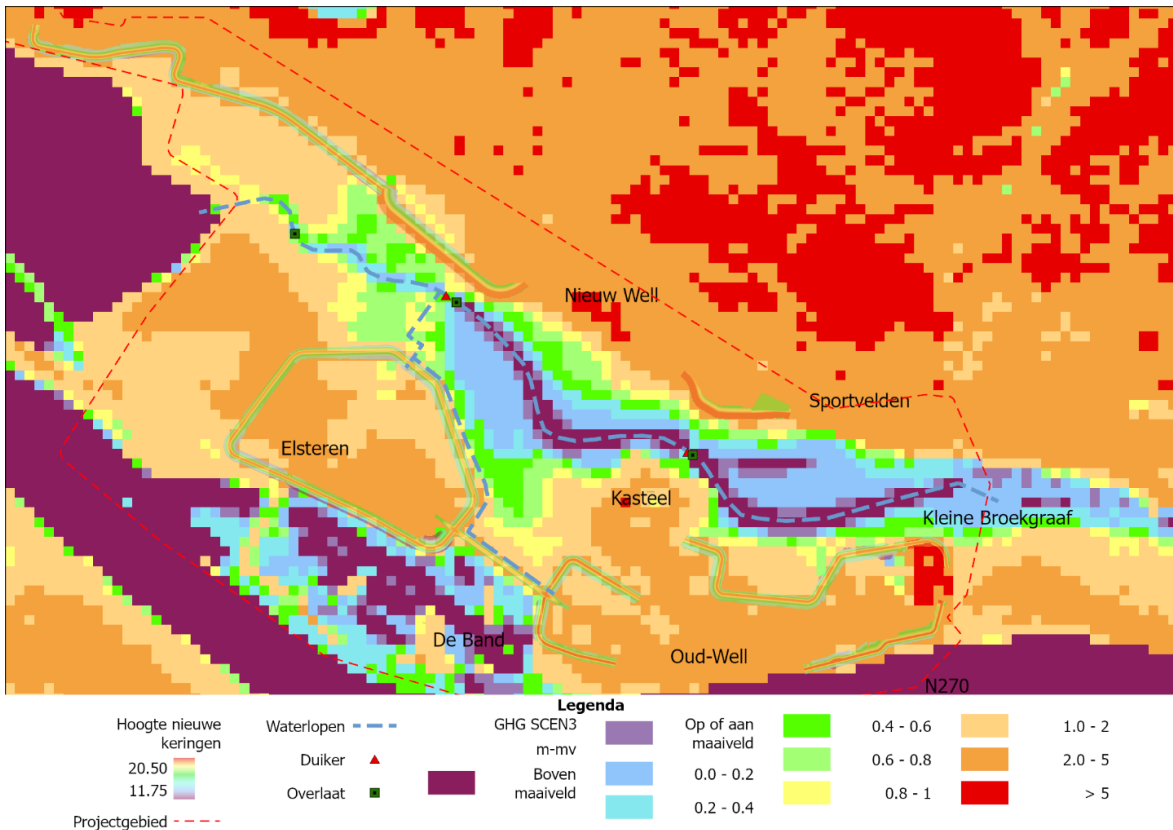 Nieuw Well
Sportvelden
Elsteren
Kasteel
Kleine Broekgraaf
De Band
Oud-Well
N270
Legenda
Hoogte nieuwe
keringen
20.50
11.75
Projectgebied
Waterlopen
Duiker
Overlaat
GHG SCEN3
m-mv
Boven
maaiveld
Op of aan
maaiveld
0.0 - 0.2
0.2 - 0.4
0.4 - 0.6
0.6 - 0.8
0.8 - 1
1.0 - 2
2.0 - 5
> 5